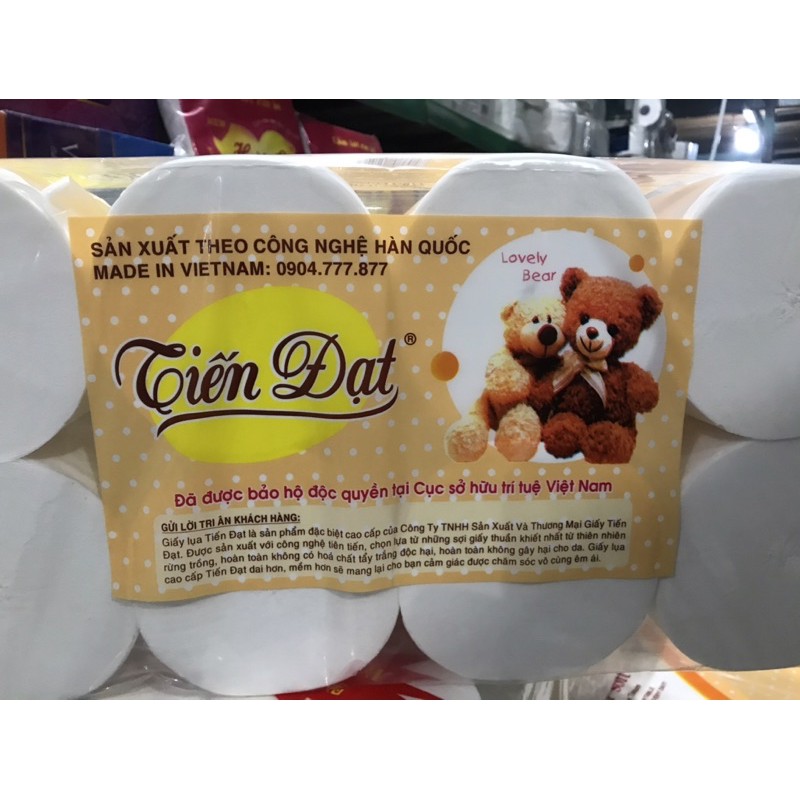 SẢN XUẤT THEO CÔNG NGHỆ HÀN QUỐC
MADE IN VIETNAM: 0904.777.877
Lovely
Bear
Tiến Đạt ®
Đã được bảo hộ độc quyền tại Cục sở hữu trí tuệ Việt Nam
GỬI LỜI TRI ÂN KHÁCH HÀNG:
Giấy lụa Tiến Đạt là sản phẩm đặc biệt cao cấp của Công Ty TNHH Sản Xuất Và Thương Mại Giấy Tiến
Đạt. Được sản xuất với công nghệ tiên tiến, chọn lựa từ những sợi giấy thuần khiết nhất từ thiên nhiên
rừng trồng, hoàn toàn không có hoá chất tẩy trắng độc hại, hoàn toàn không gây hại cho da. Giấy lụa
cao cấp Tiến Đạt dai hơn, mềm hơn sẽ mang lại cho bạn cảm giác được chăm sóc vô cùng êm ái.